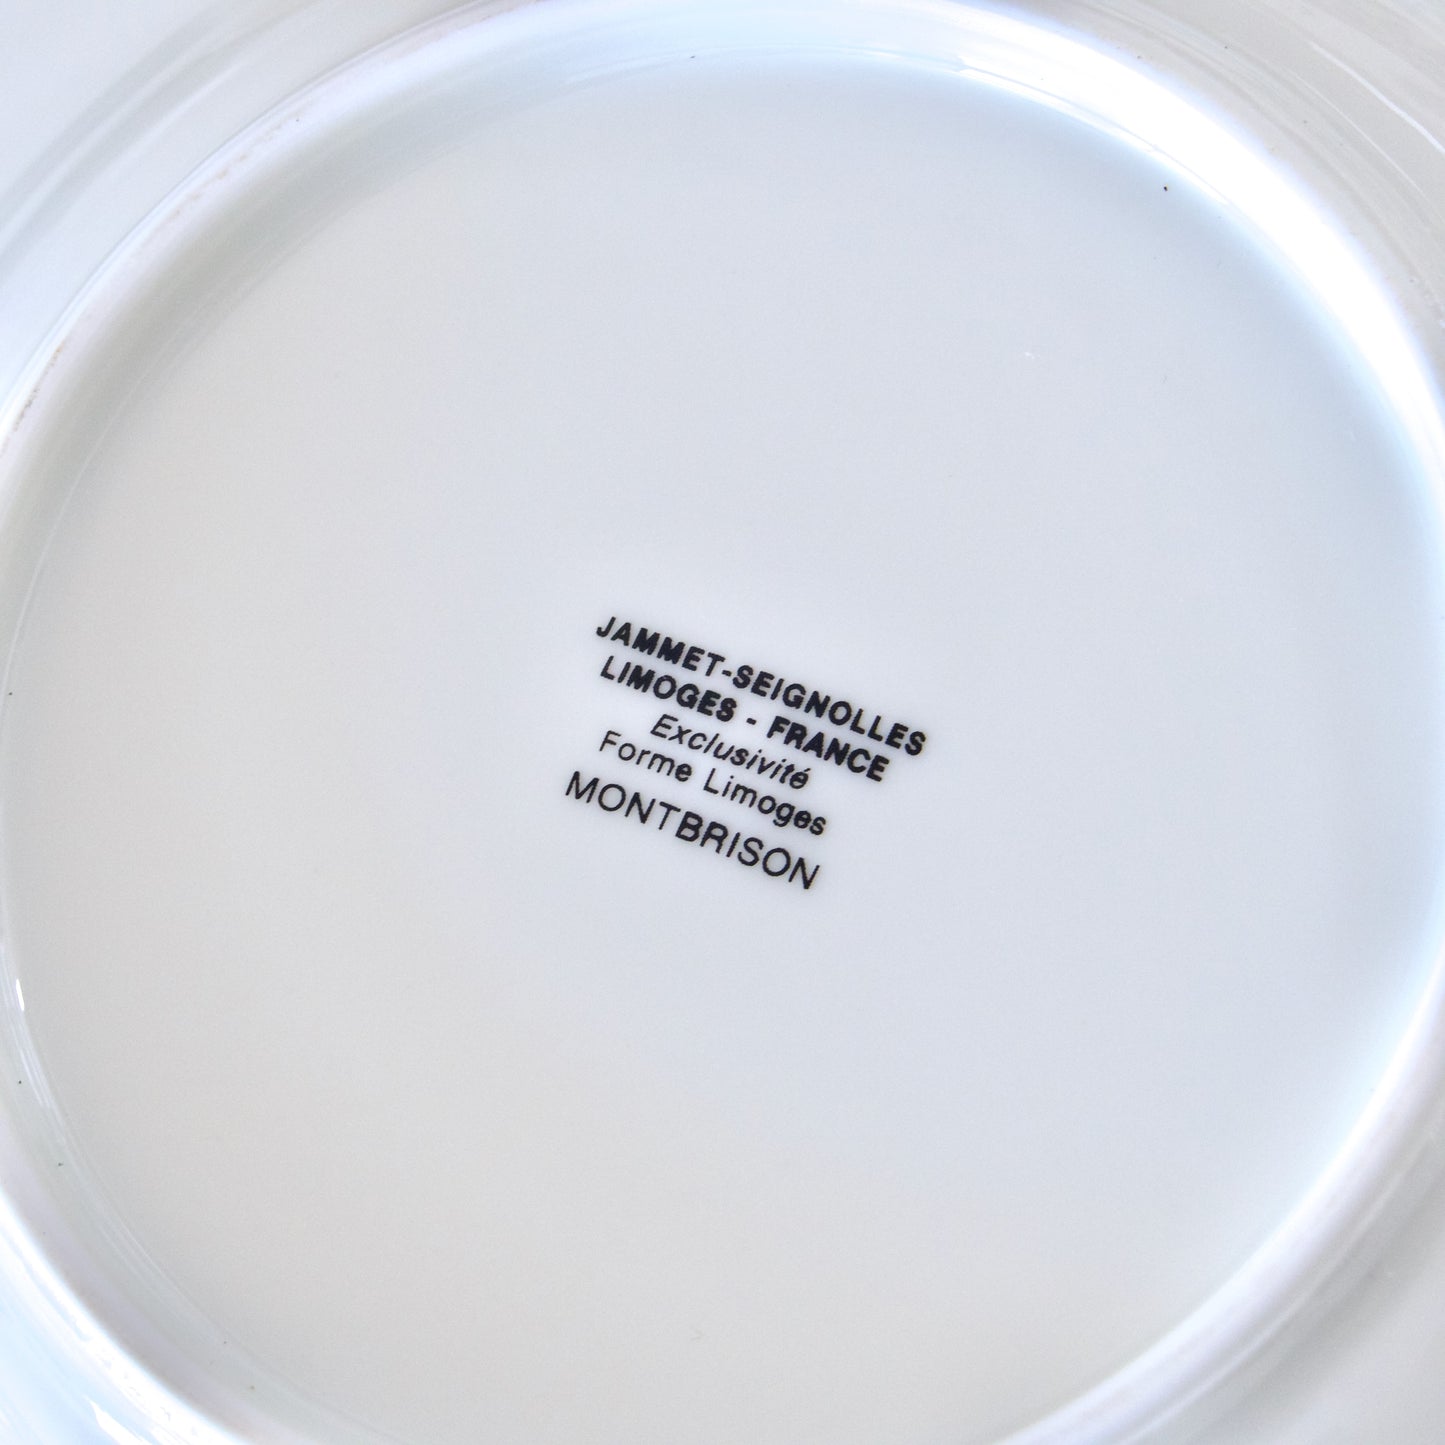 JAMMET-SEIGNOLLES
LIMOGES - FRANCE
Exclusivité
Forme Limoges
MONTBRISON